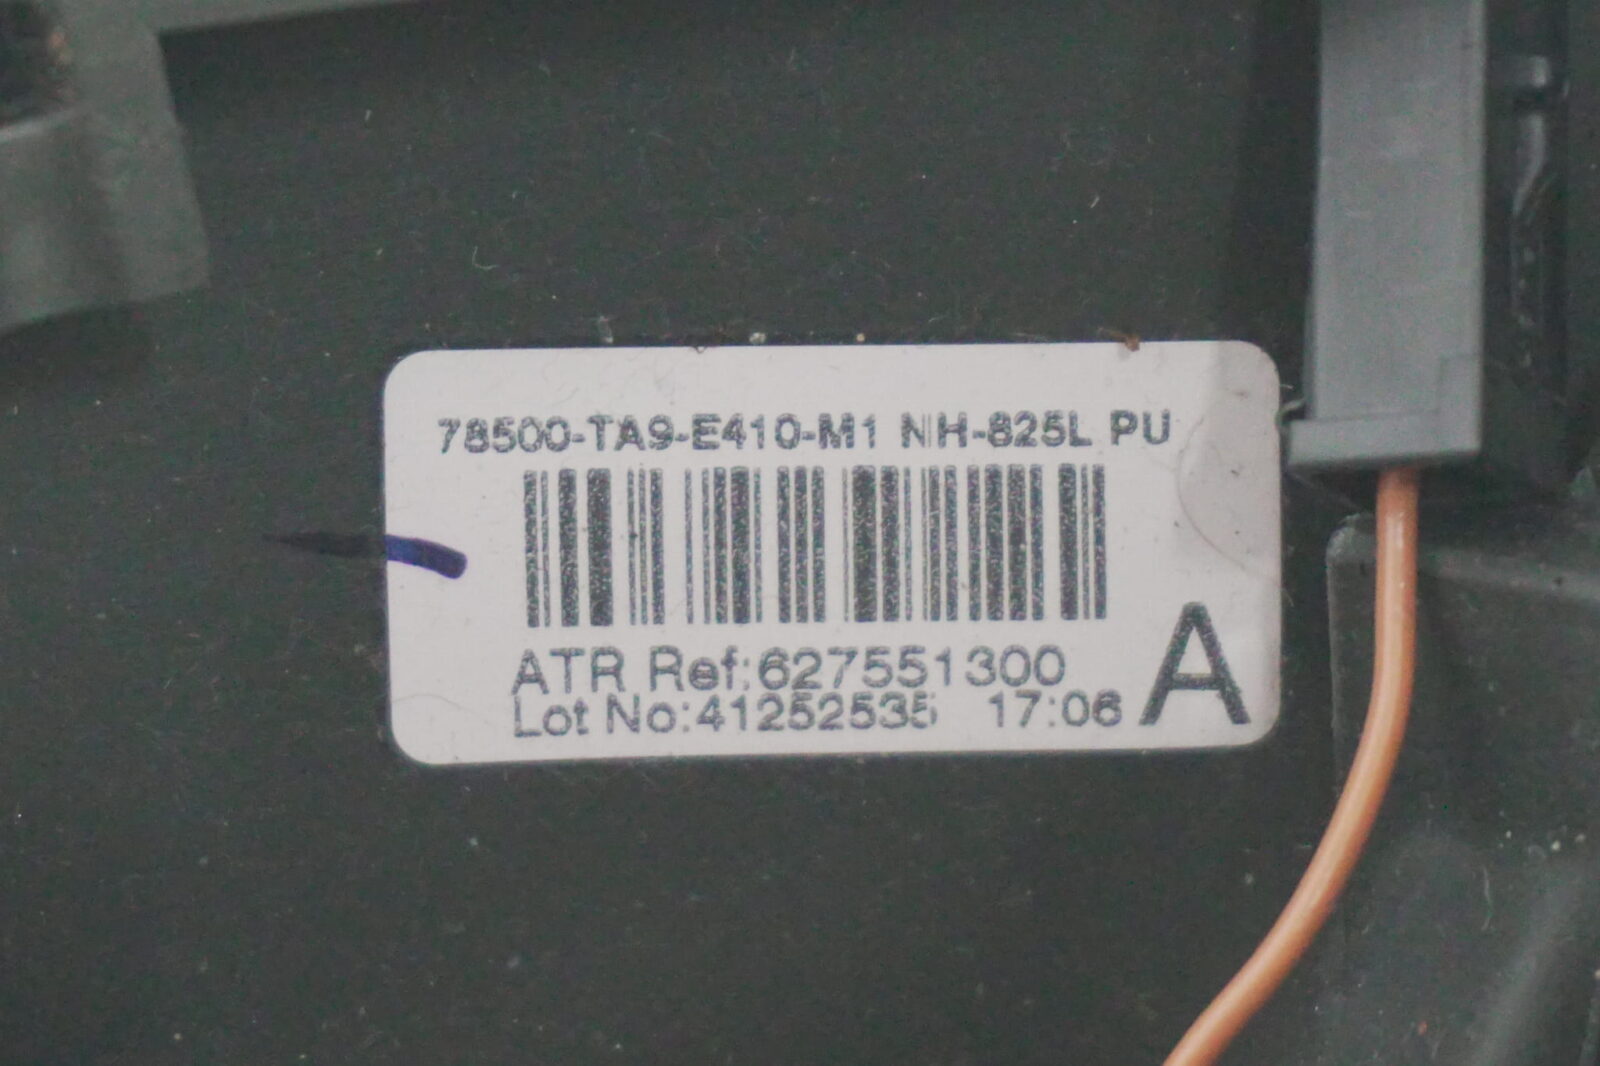 78500-TA9-E410-M1 NH-825L PU
ATR Ref:627551300
Lot No:41252535 17:06
A